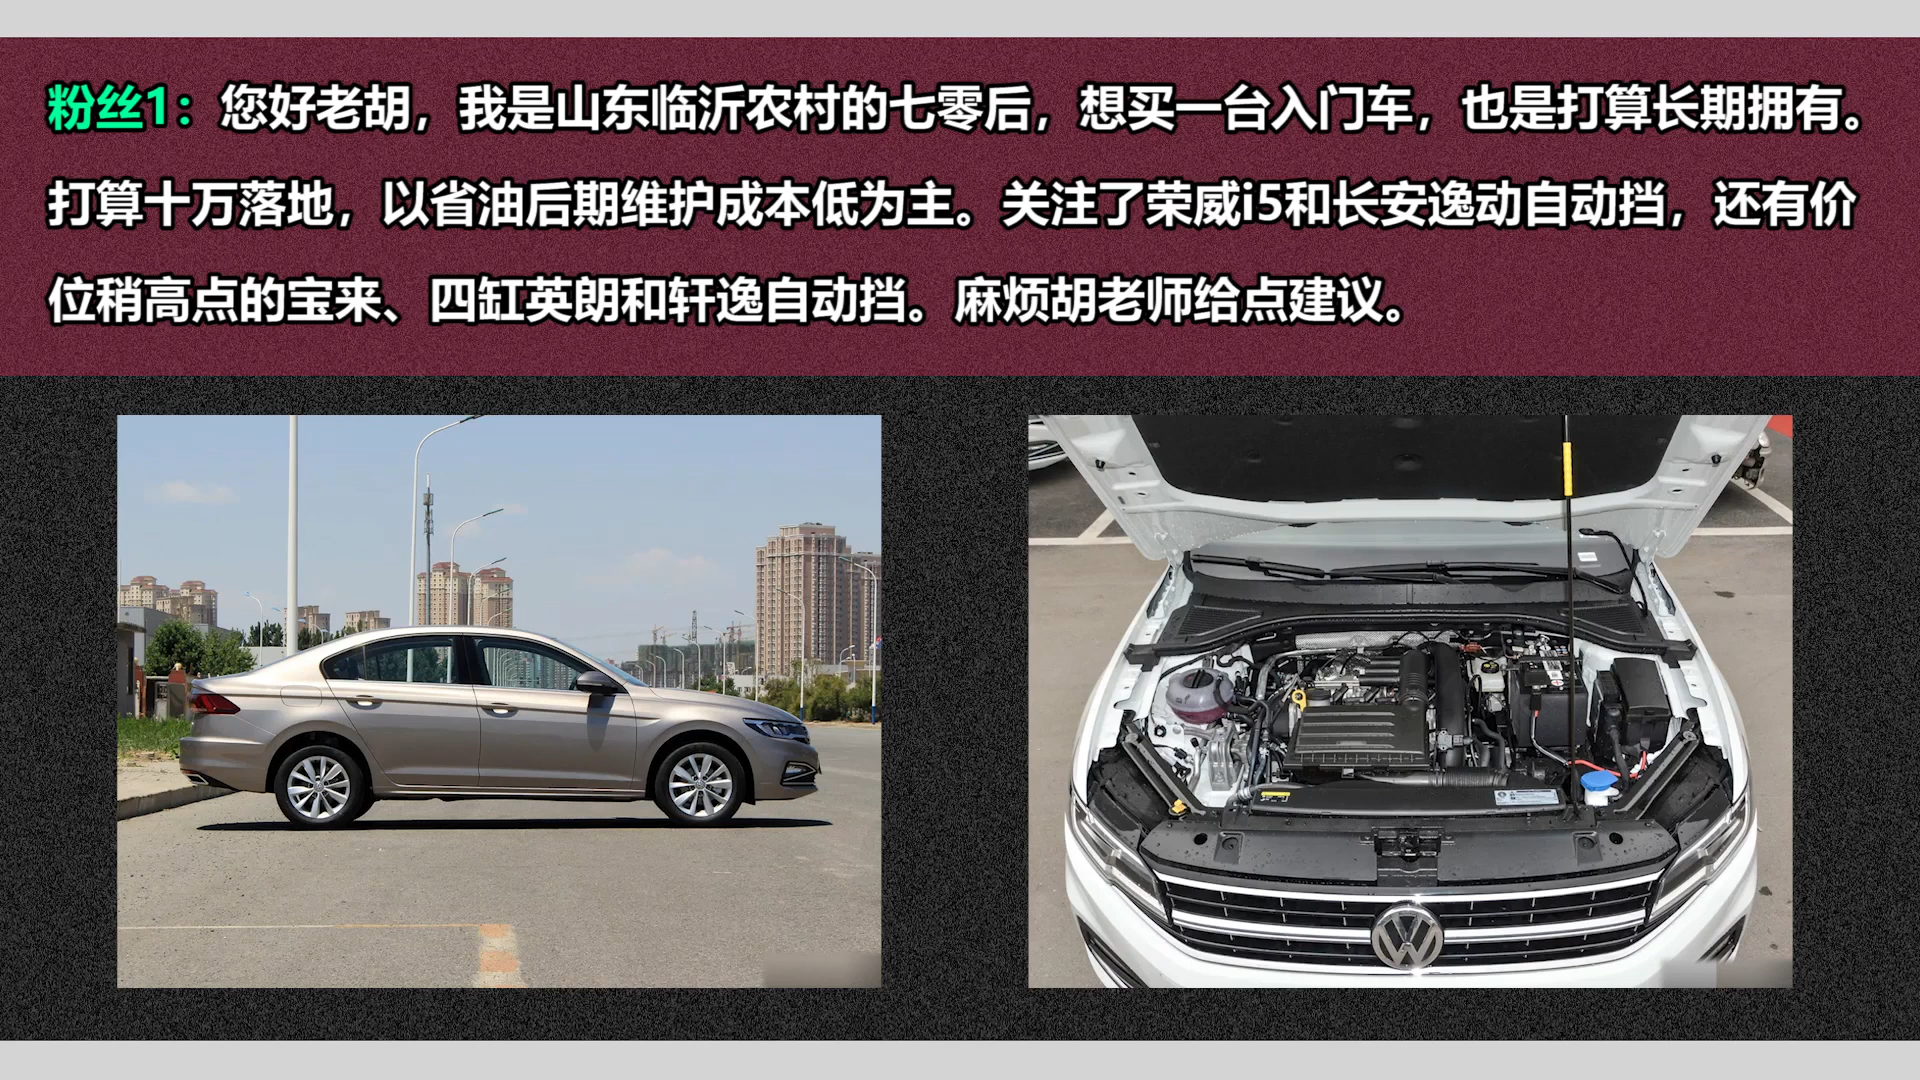 粉丝1：您好老胡，我是山东临沂农村的七零后，想买一台入门车，也是打算长期拥有。
打算十万落地，以省油后期维护成本低为主。关注了荣威i5和长安逸动自动挡，还有价
位稍高点的宝来、四缸英朗和轩逸自动挡。麻烦胡老师给点建议。